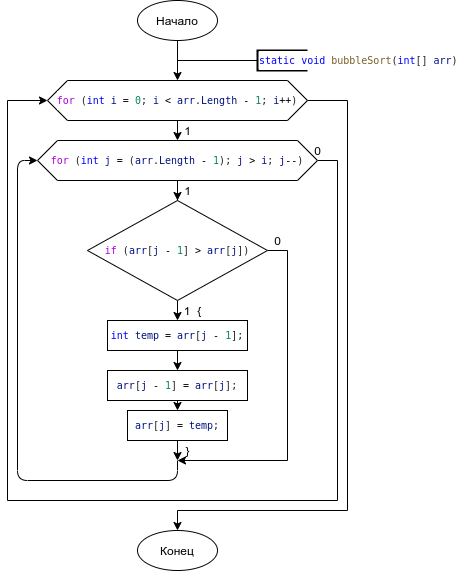 Начало
static void bubbleSort(int[] arr)
for (int i = 0; i < arr.Length - 1; i++)
1
for (int j = (arr.Length - 1); j > i; j--)
0
1
if (arr[j - 1] > arr[j])
0
1 {
int temp = arr[j - 1];
arr[j - 1] = arr[j];
arr[j] = temp;
}
Конец